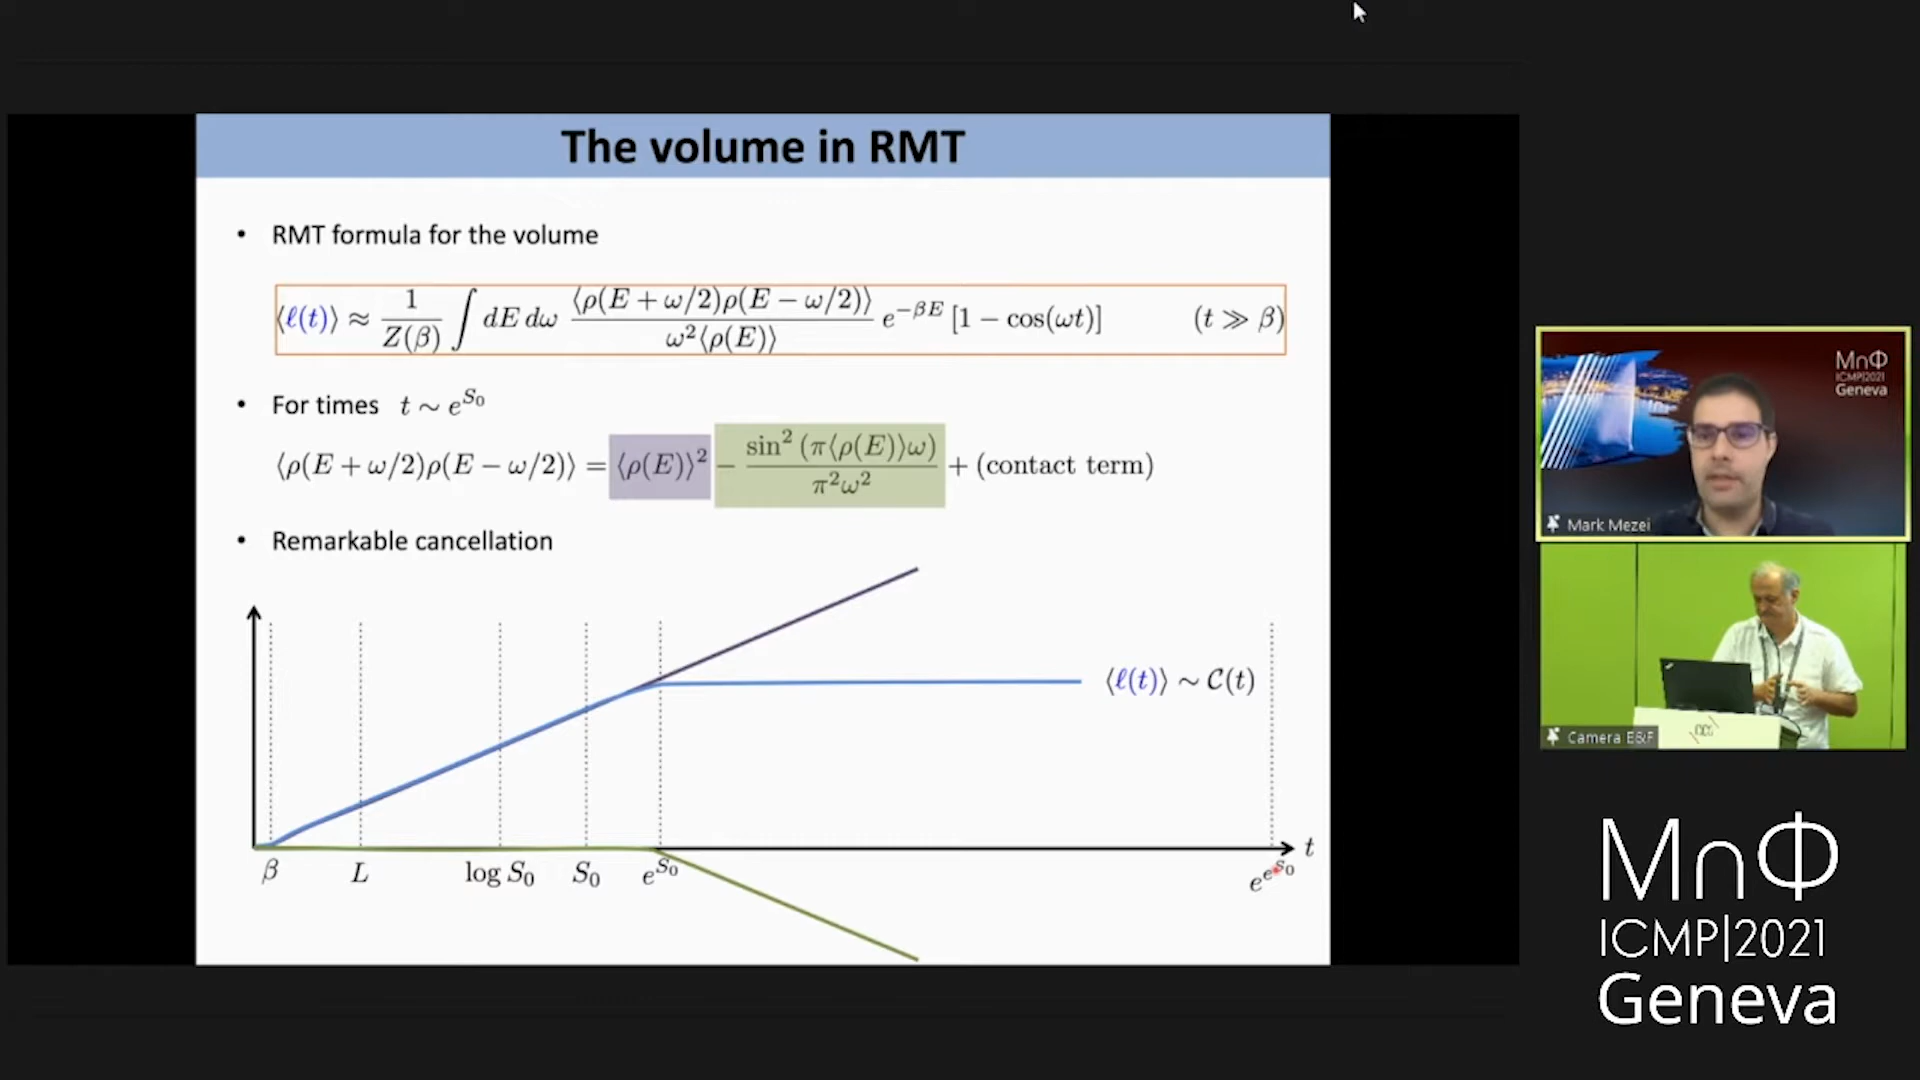 The volume in RMT
• RMT formula for the volume
⟨ℓ(t)⟩ ≈ 1/Z(β) ∫ dE dω ⟨ρ(E + ω/2)ρ(E − ω/2)⟩/ω²⟨ρ(E)⟩ e^{−βE} [1 − cos(ωt)] (t ≫ β)
• For times t ∼ e^{S₀}
⟨ρ(E + ω/2)ρ(E − ω/2)⟩ = ⟨ρ(E)⟩² − sin² (π⟨ρ(E)⟩ω)/π²ω² + (contact term)
• Remarkable cancellation
⟨ℓ(t)⟩ ∼ C(t)
t
β L log S₀ S₀ e^{S₀} e^{e^{S₀}}
MnΦ
ICMP|2021
Geneva
Mark Mezei
Camera E&F
MnΦ
ICMP|2021
Geneva